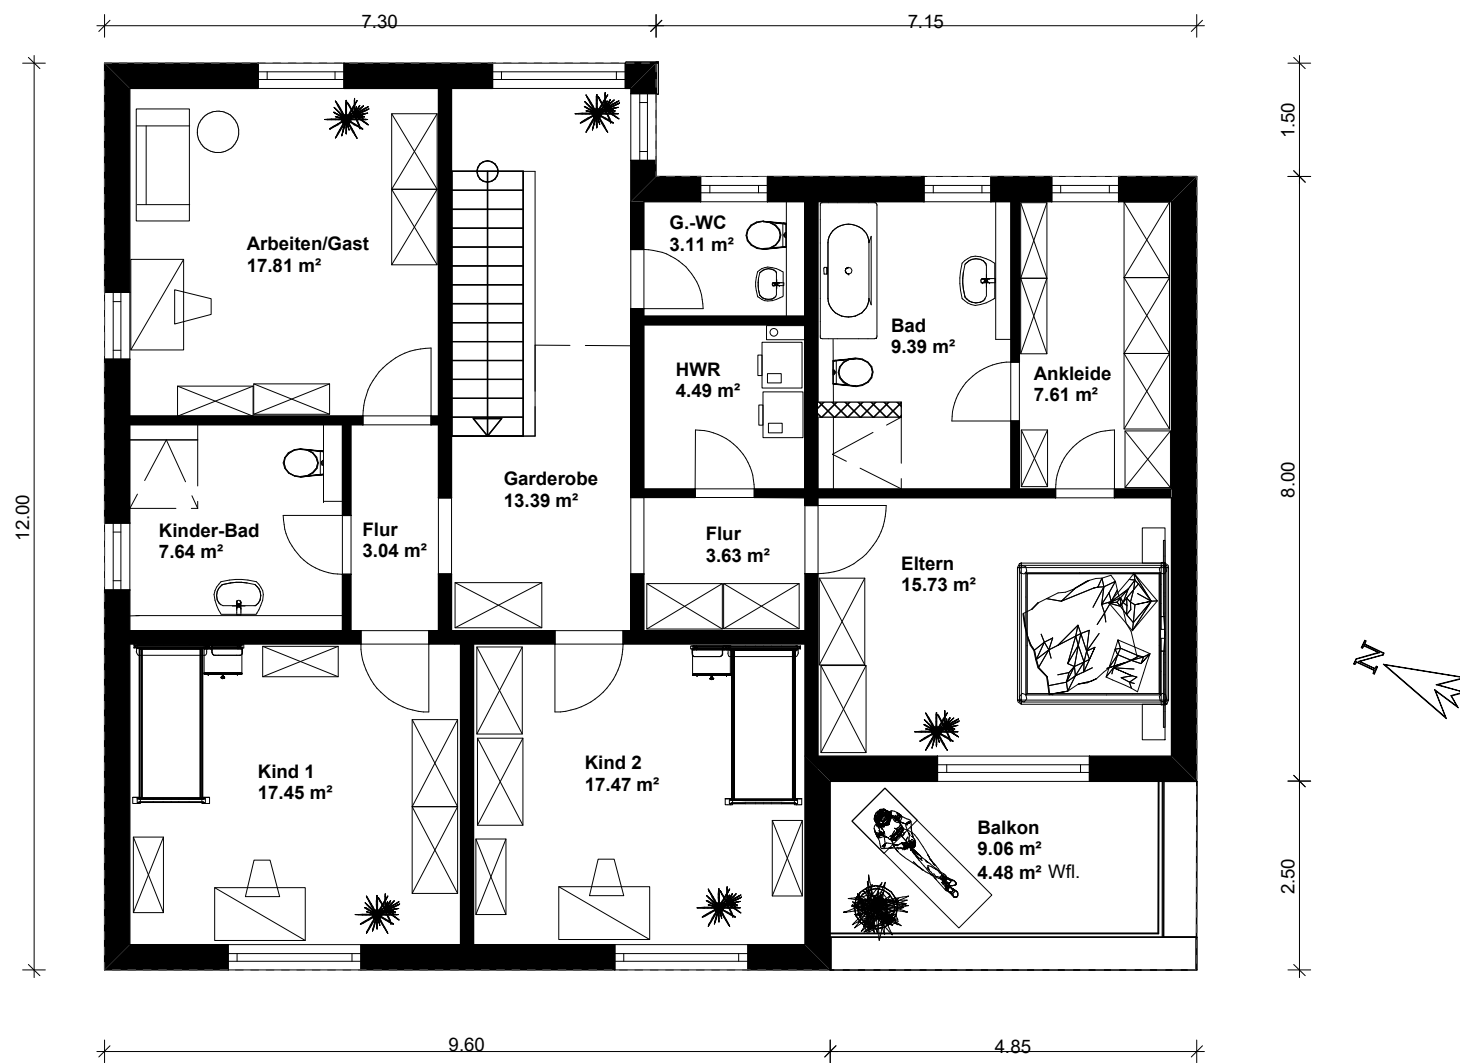 7.30
7.15
12.00
1.50
8.00
2.50
Arbeiten/Gast
17.81 m²
G.-WC
3.11 m²
Bad
9.39 m²
HWR
4.49 m²
Ankleide
7.61 m²
Garderobe
13.39 m²
Kinder-Bad
7.64 m²
Flur
3.04 m²
Flur
3.63 m²
Eltern
15.73 m²
N
Kind 1
17.45 m²
Kind 2
17.47 m²
Balkon
9.06 m²
4.48 m² Wfl.
9.60
4.85